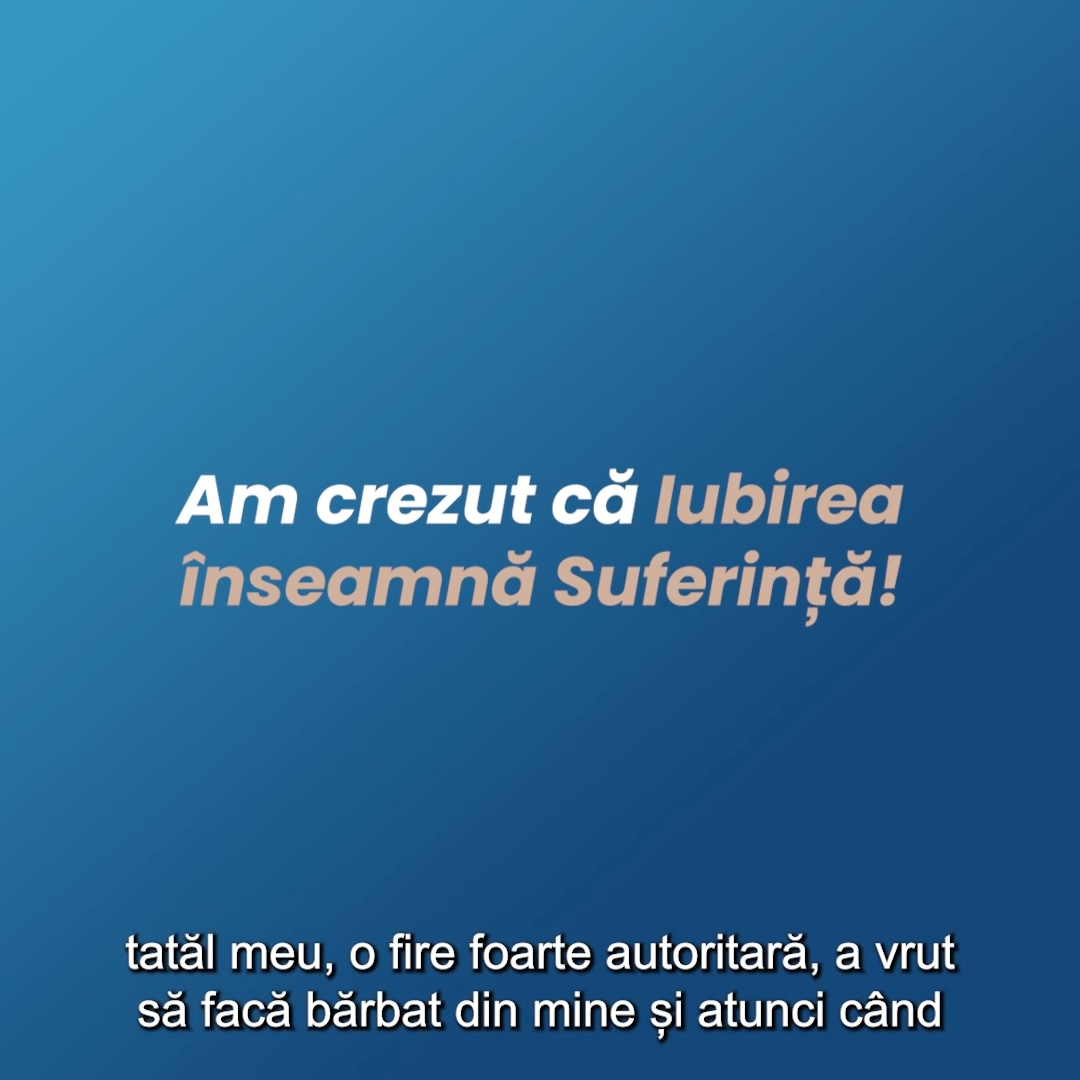 Am crezut că Iubirea
înseamnă Suferință!
tatăl meu, o fire foarte autoritară, a vrut
să facă bărbat din mine și atunci când